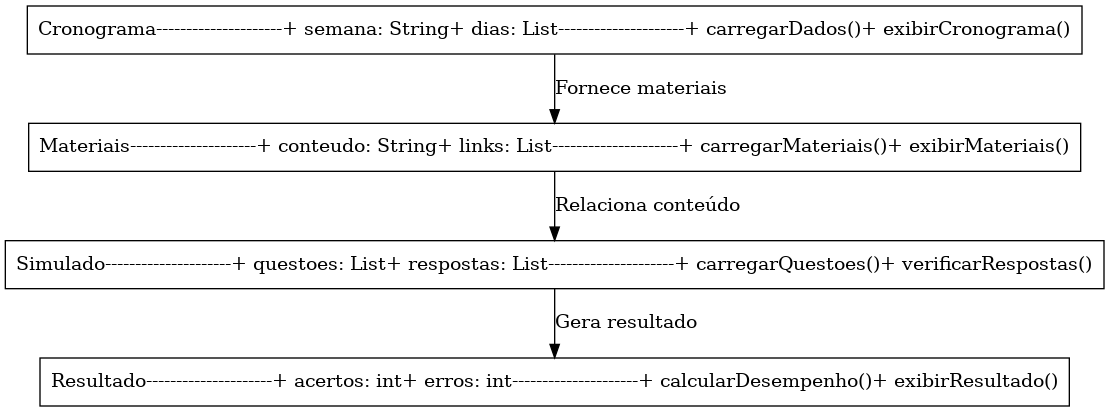 Cronograma---------------------+ semana: String+ dias: List---------------------+ carregarDados()+ exibirCronograma()
Fornece materiais
Materiais---------------------+ conteudo: String+ links: List---------------------+ carregarMateriais()+ exibirMateriais()
Relaciona conteúdo
Simulado---------------------+ questoes: List+ respostas: List---------------------+ carregarQuestoes()+ verificarRespostas()
Gera resultado
Resultado---------------------+ acertos: int+ erros: int---------------------+ calcularDesempenho()+ exibirResultado()